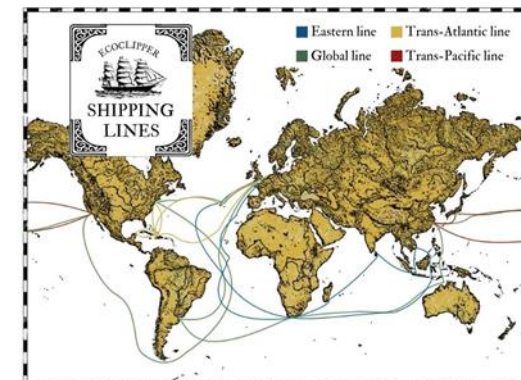 ECOCLIPPER
SHIPPING
LINES
Eastern line
Trans-Atlantic line
Global line
Trans-Pacific line